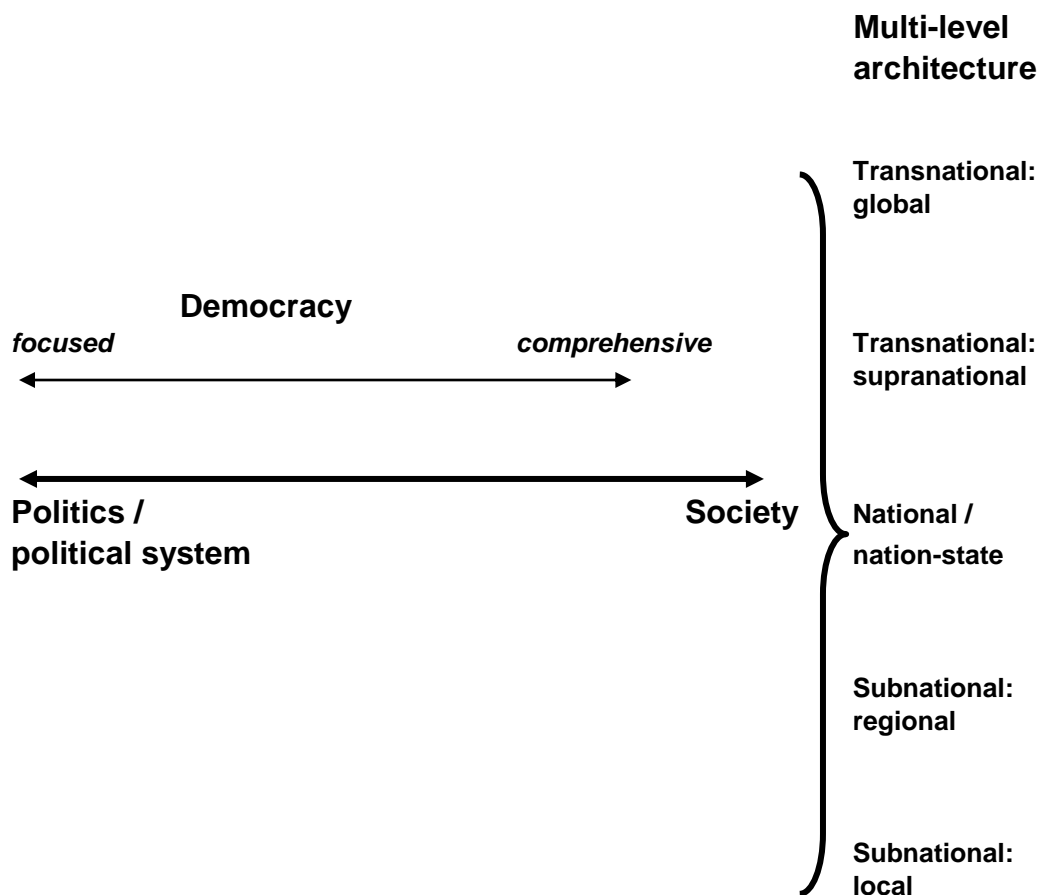 Multi-level
architecture
Transnational:
global
Democracy
focused
comprehensive
Transnational:
supranational
Politics /
political system
Society
National /
nation-state
Subnational:
regional
Subnational:
local